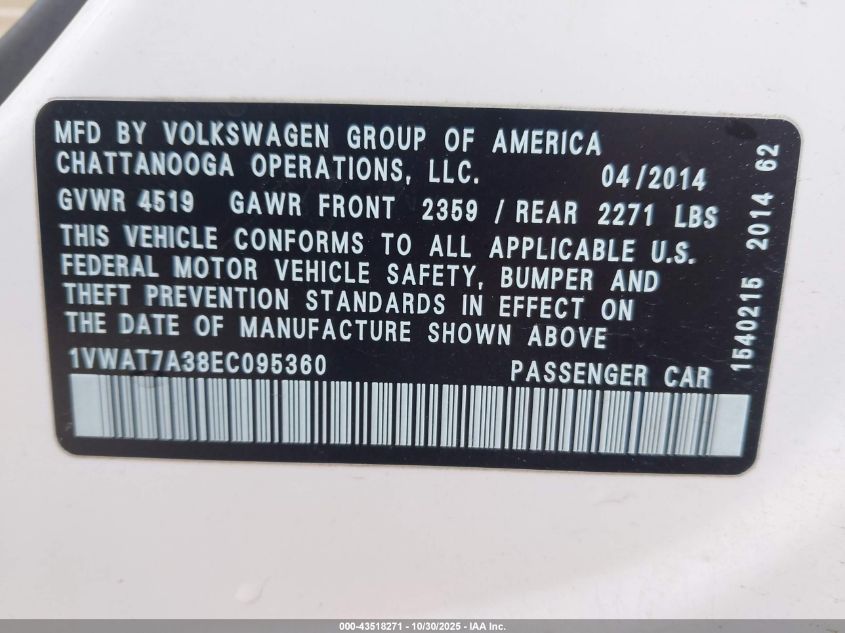 MFD BY VOLKSWAGEN GROUP OF AMERICA
CHATTANOOGA OPERATIONS, LLC. 04/2014
GVWR 4519 GAWR FRONT 2359 / REAR 2271 LBS
THIS VEHICLE CONFORMS TO ALL APPLICABLE U.S.
FEDERAL MOTOR VEHICLE SAFETY, BUMPER AND
THEFT PREVENTION STANDARDS IN EFFECT ON
THE DATE OF MANUFACTURE SHOWN ABOVE
1VWAT7A38EC095360 PASSENGER CAR
1540215 2014 62
000-43518271 - 10/30/2025 - IAA Inc.